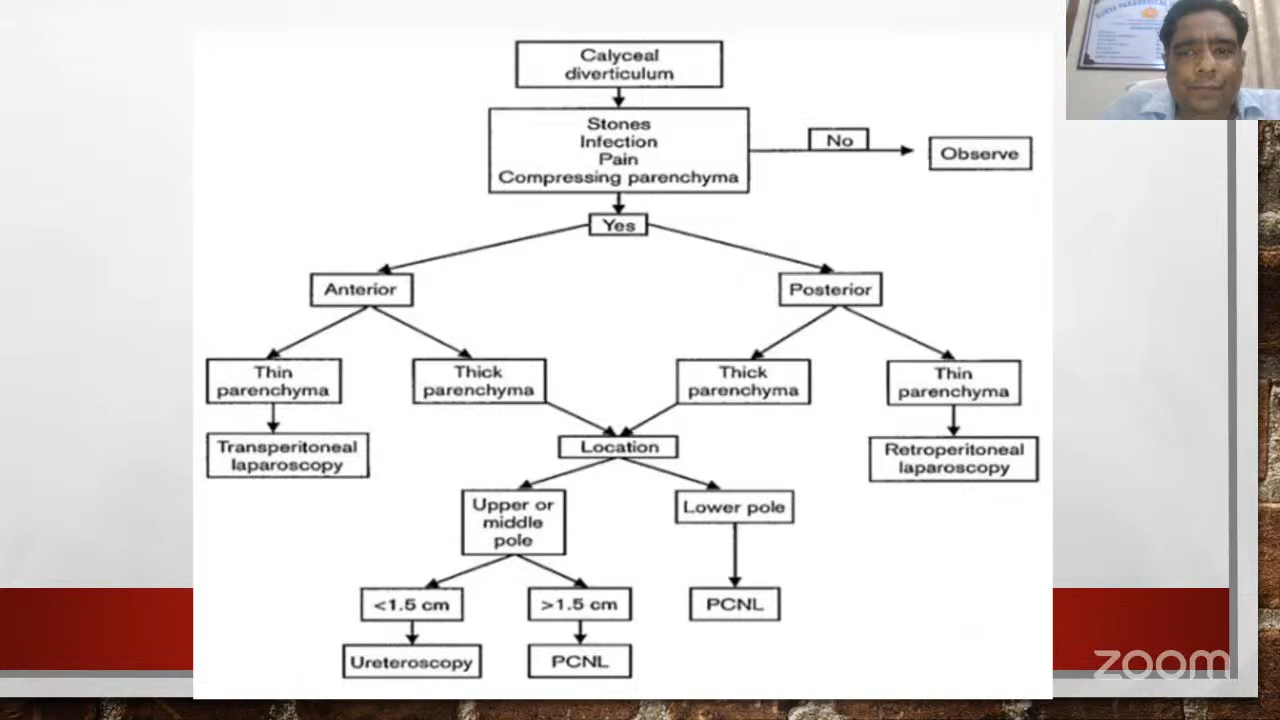 Calyceal
diverticulum
Stones
Infection
Pain
Compressing parenchyma
No
Observe
Yes
Anterior
Posterior
Thin
parenchyma
Thick
parenchyma
Thick
parenchyma
Thin
parenchyma
Transperitoneal
laparoscopy
Location
Retroperitoneal
laparoscopy
Upper or
middle
pole
Lower pole
<1.5 cm
>1.5 cm
PCNL
Ureteroscopy
PCNL
zoom